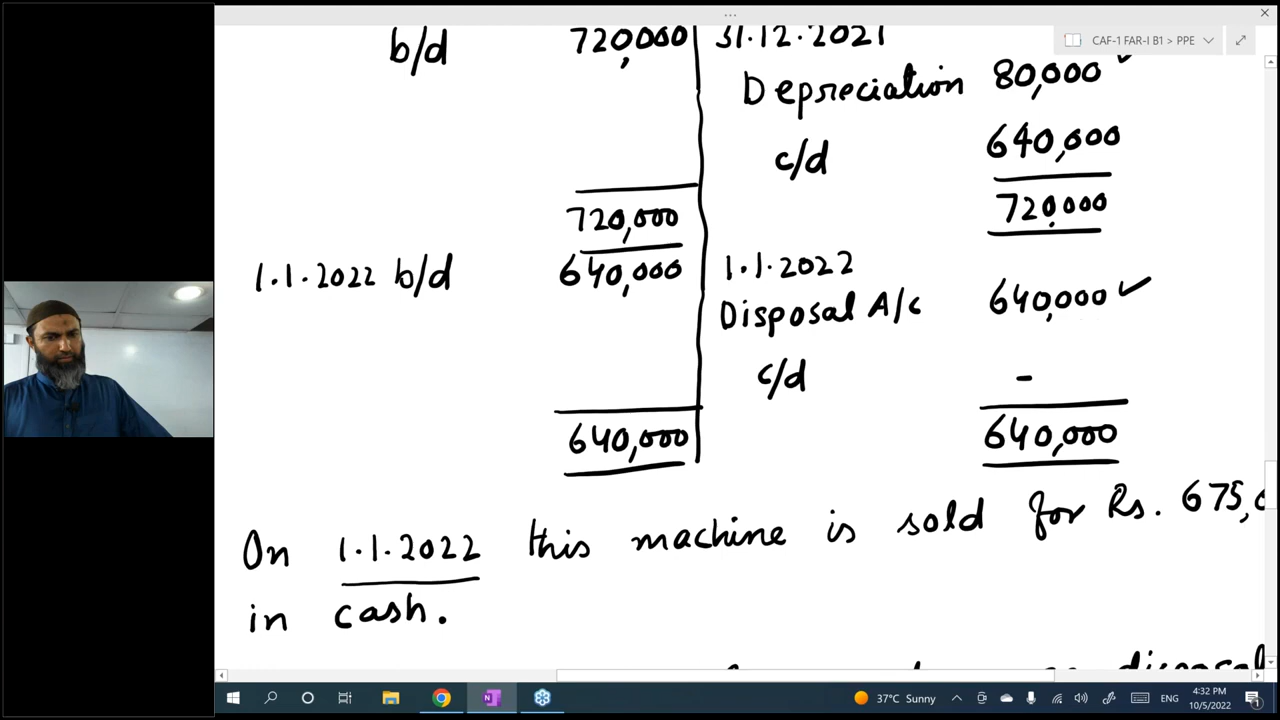 CAF-1 FAR-I B1 > PPE
b/d 720,000 31.12.2021
Depreciation 80,000
c/d 640,000
720,000 720,000
1.1.2022 b/d 640,000 1.1.2022
Disposal A/c 640,000
c/d -
640,000 640,000
On 1.1.2022 this machine is sold for Rs. 675,
in cash.
disposal
37°C Sunny
ENG
4:32 PM
10/5/2022